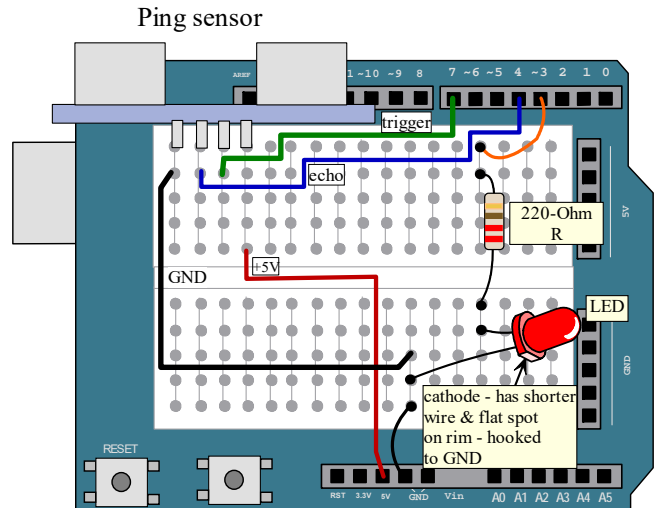 Ping sensor
AREF
1 ~10 ~9 8
7 ~6 ~5 4 ~3 2 1 0
trigger
echo
5V
220-Ohm
R
+5V
GND
LED
GND
cathode - has shorter
wire & flat spot
on rim - hooked
to GND
RESET
RST 3.3V 5V GND Vin A0 A1 A2 A3 A4 A5